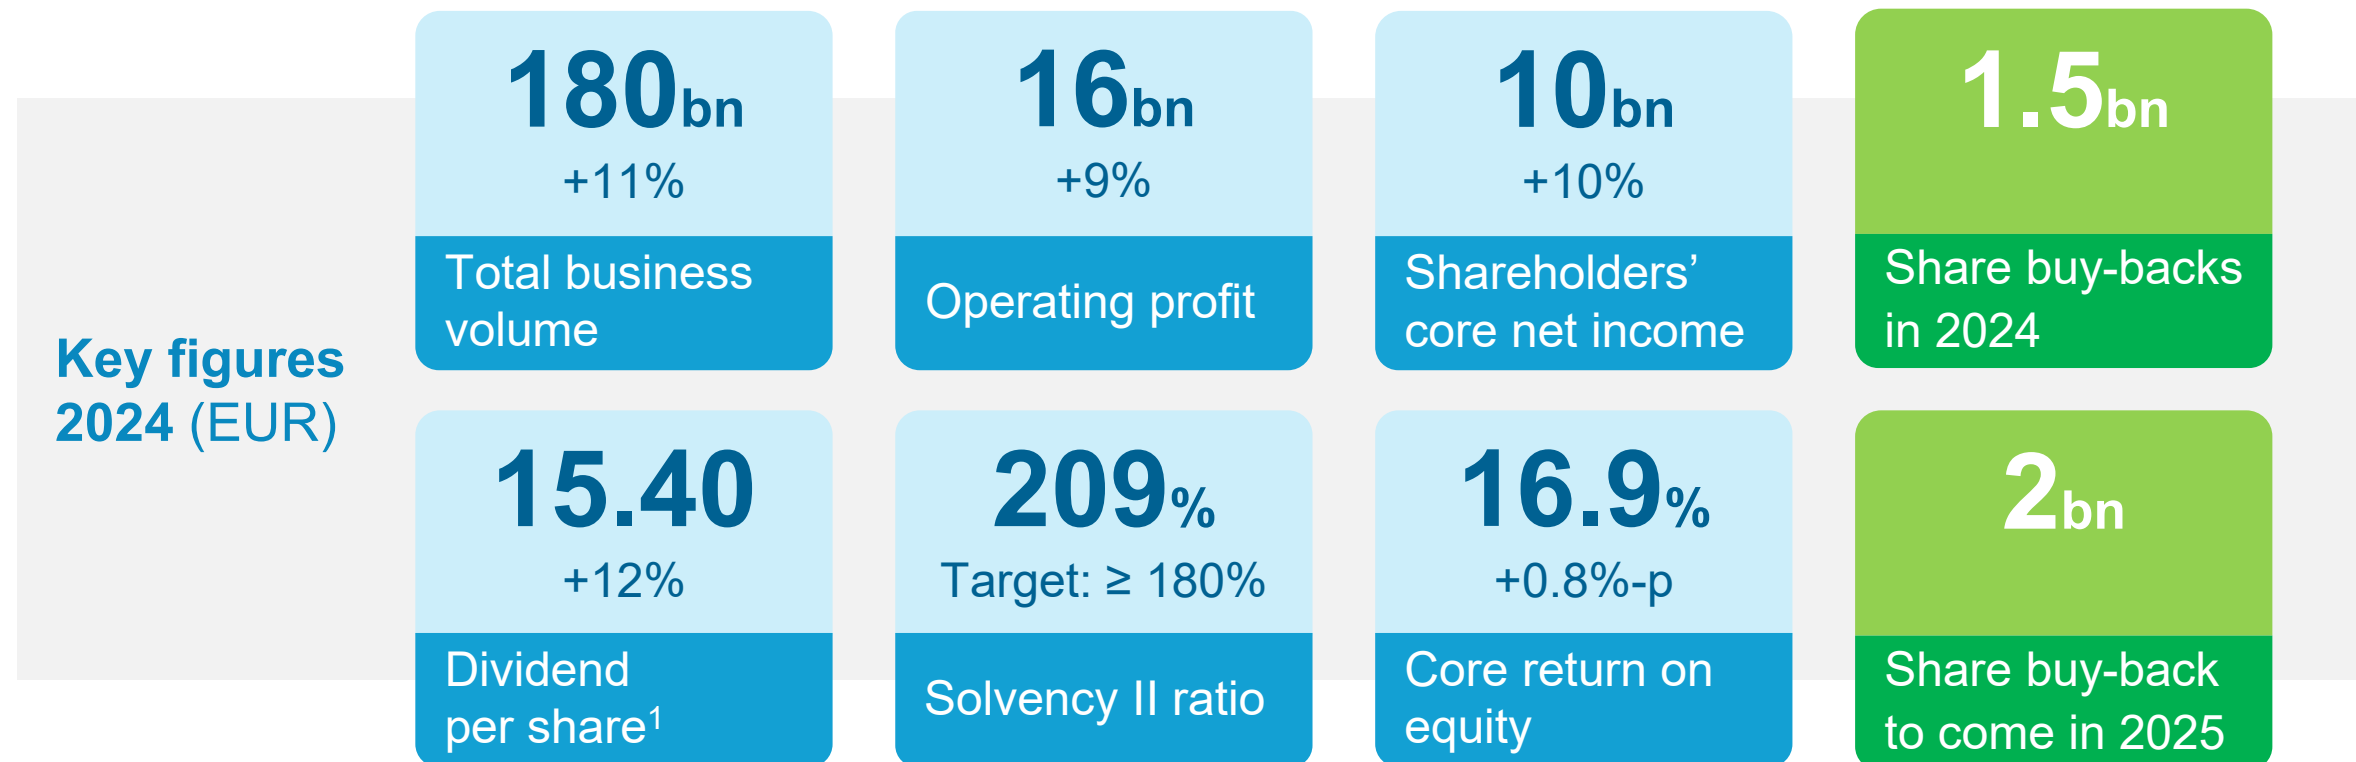 Key figures
2024 (EUR)
180bn
+11%
Total business
volume
16bn
+9%
Operating profit
10bn
+10%
Shareholders’
core net income
1.5bn
Share buy-backs
in 2024
15.40
+12%
Dividend
per share¹
209%
Target: ≥ 180%
Solvency II ratio
16.9%
+0.8%-p
Core return on
equity
2bn
Share buy-back
to come in 2025